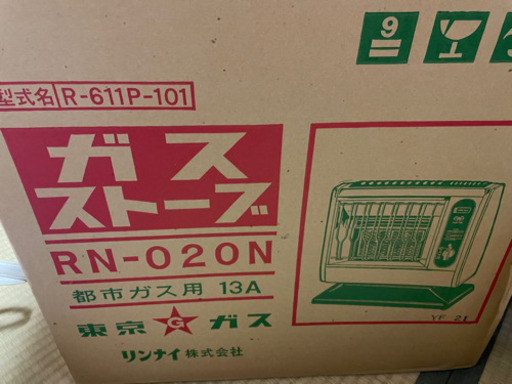 9
型式名 R-611P-101
ガス
ストーブ
RN-020N
都市ガス用 13A
東京 G ガス
リンナイ株式会社
YF-21